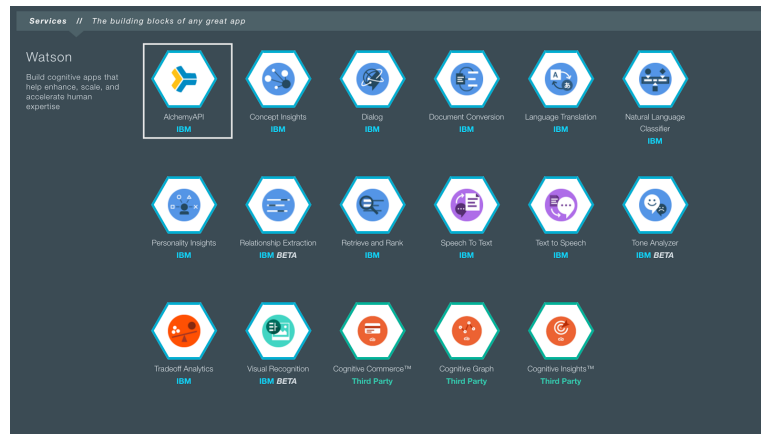 Services // The building blocks of any great app
Watson
Build cognitive apps that
help enhance, scale, and
accelerate human
expertise
AlchemyAPI
IBM
Concept Insights
IBM
Dialog
IBM
Document Conversion
IBM
Language Translation
IBM
Natural Language
Classifier
IBM
Personality Insights
IBM
Relationship Extraction
IBM BETA
Retrieve and Rank
IBM
Speech To Text
IBM
Text to Speech
IBM
Tone Analyzer
IBM BETA
Tradeoff Analytics
IBM
Visual Recognition
IBM BETA
Cognitive Commerce™
Third Party
Cognitive Graph
Third Party
Cognitive Insights™
Third Party